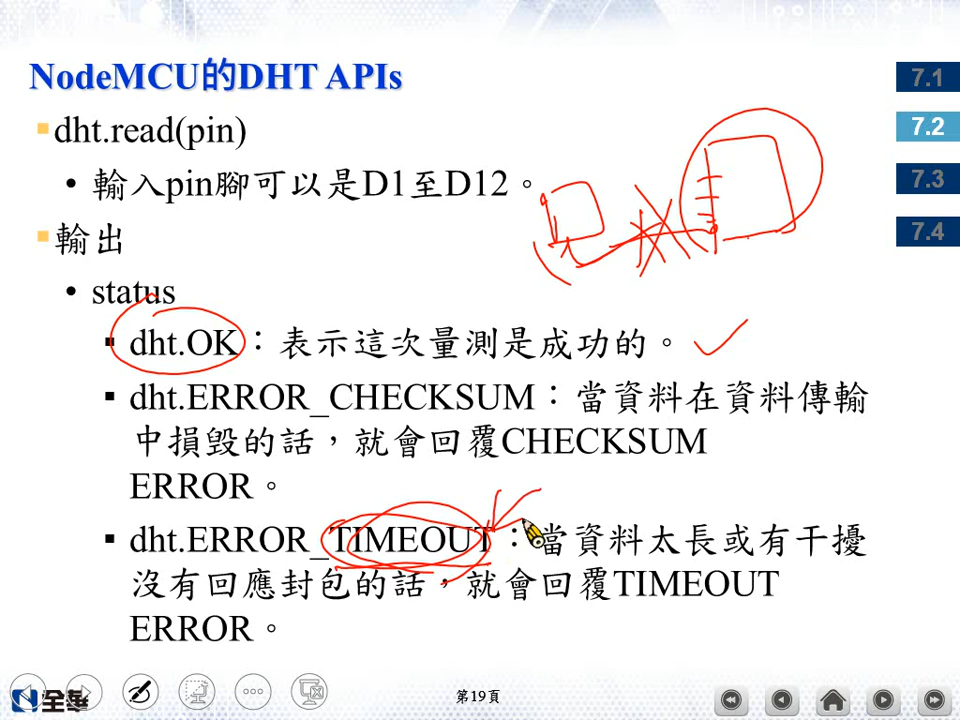 NodeMCU的DHT APIs
dht.read(pin)
• 輸入pin腳可以是D1至D12。
輸出
• status
dht.OK：表示這次量測是成功的。
dht.ERROR_CHECKSUM：當資料在資料傳輸
中損毀的話，就會回覆CHECKSUM
ERROR。
dht.ERROR_TIMEOUT：當資料太長或有干擾
沒有回應封包的話，就會回覆TIMEOUT
ERROR。
7.1
7.2
7.3
7.4
全華
第19頁